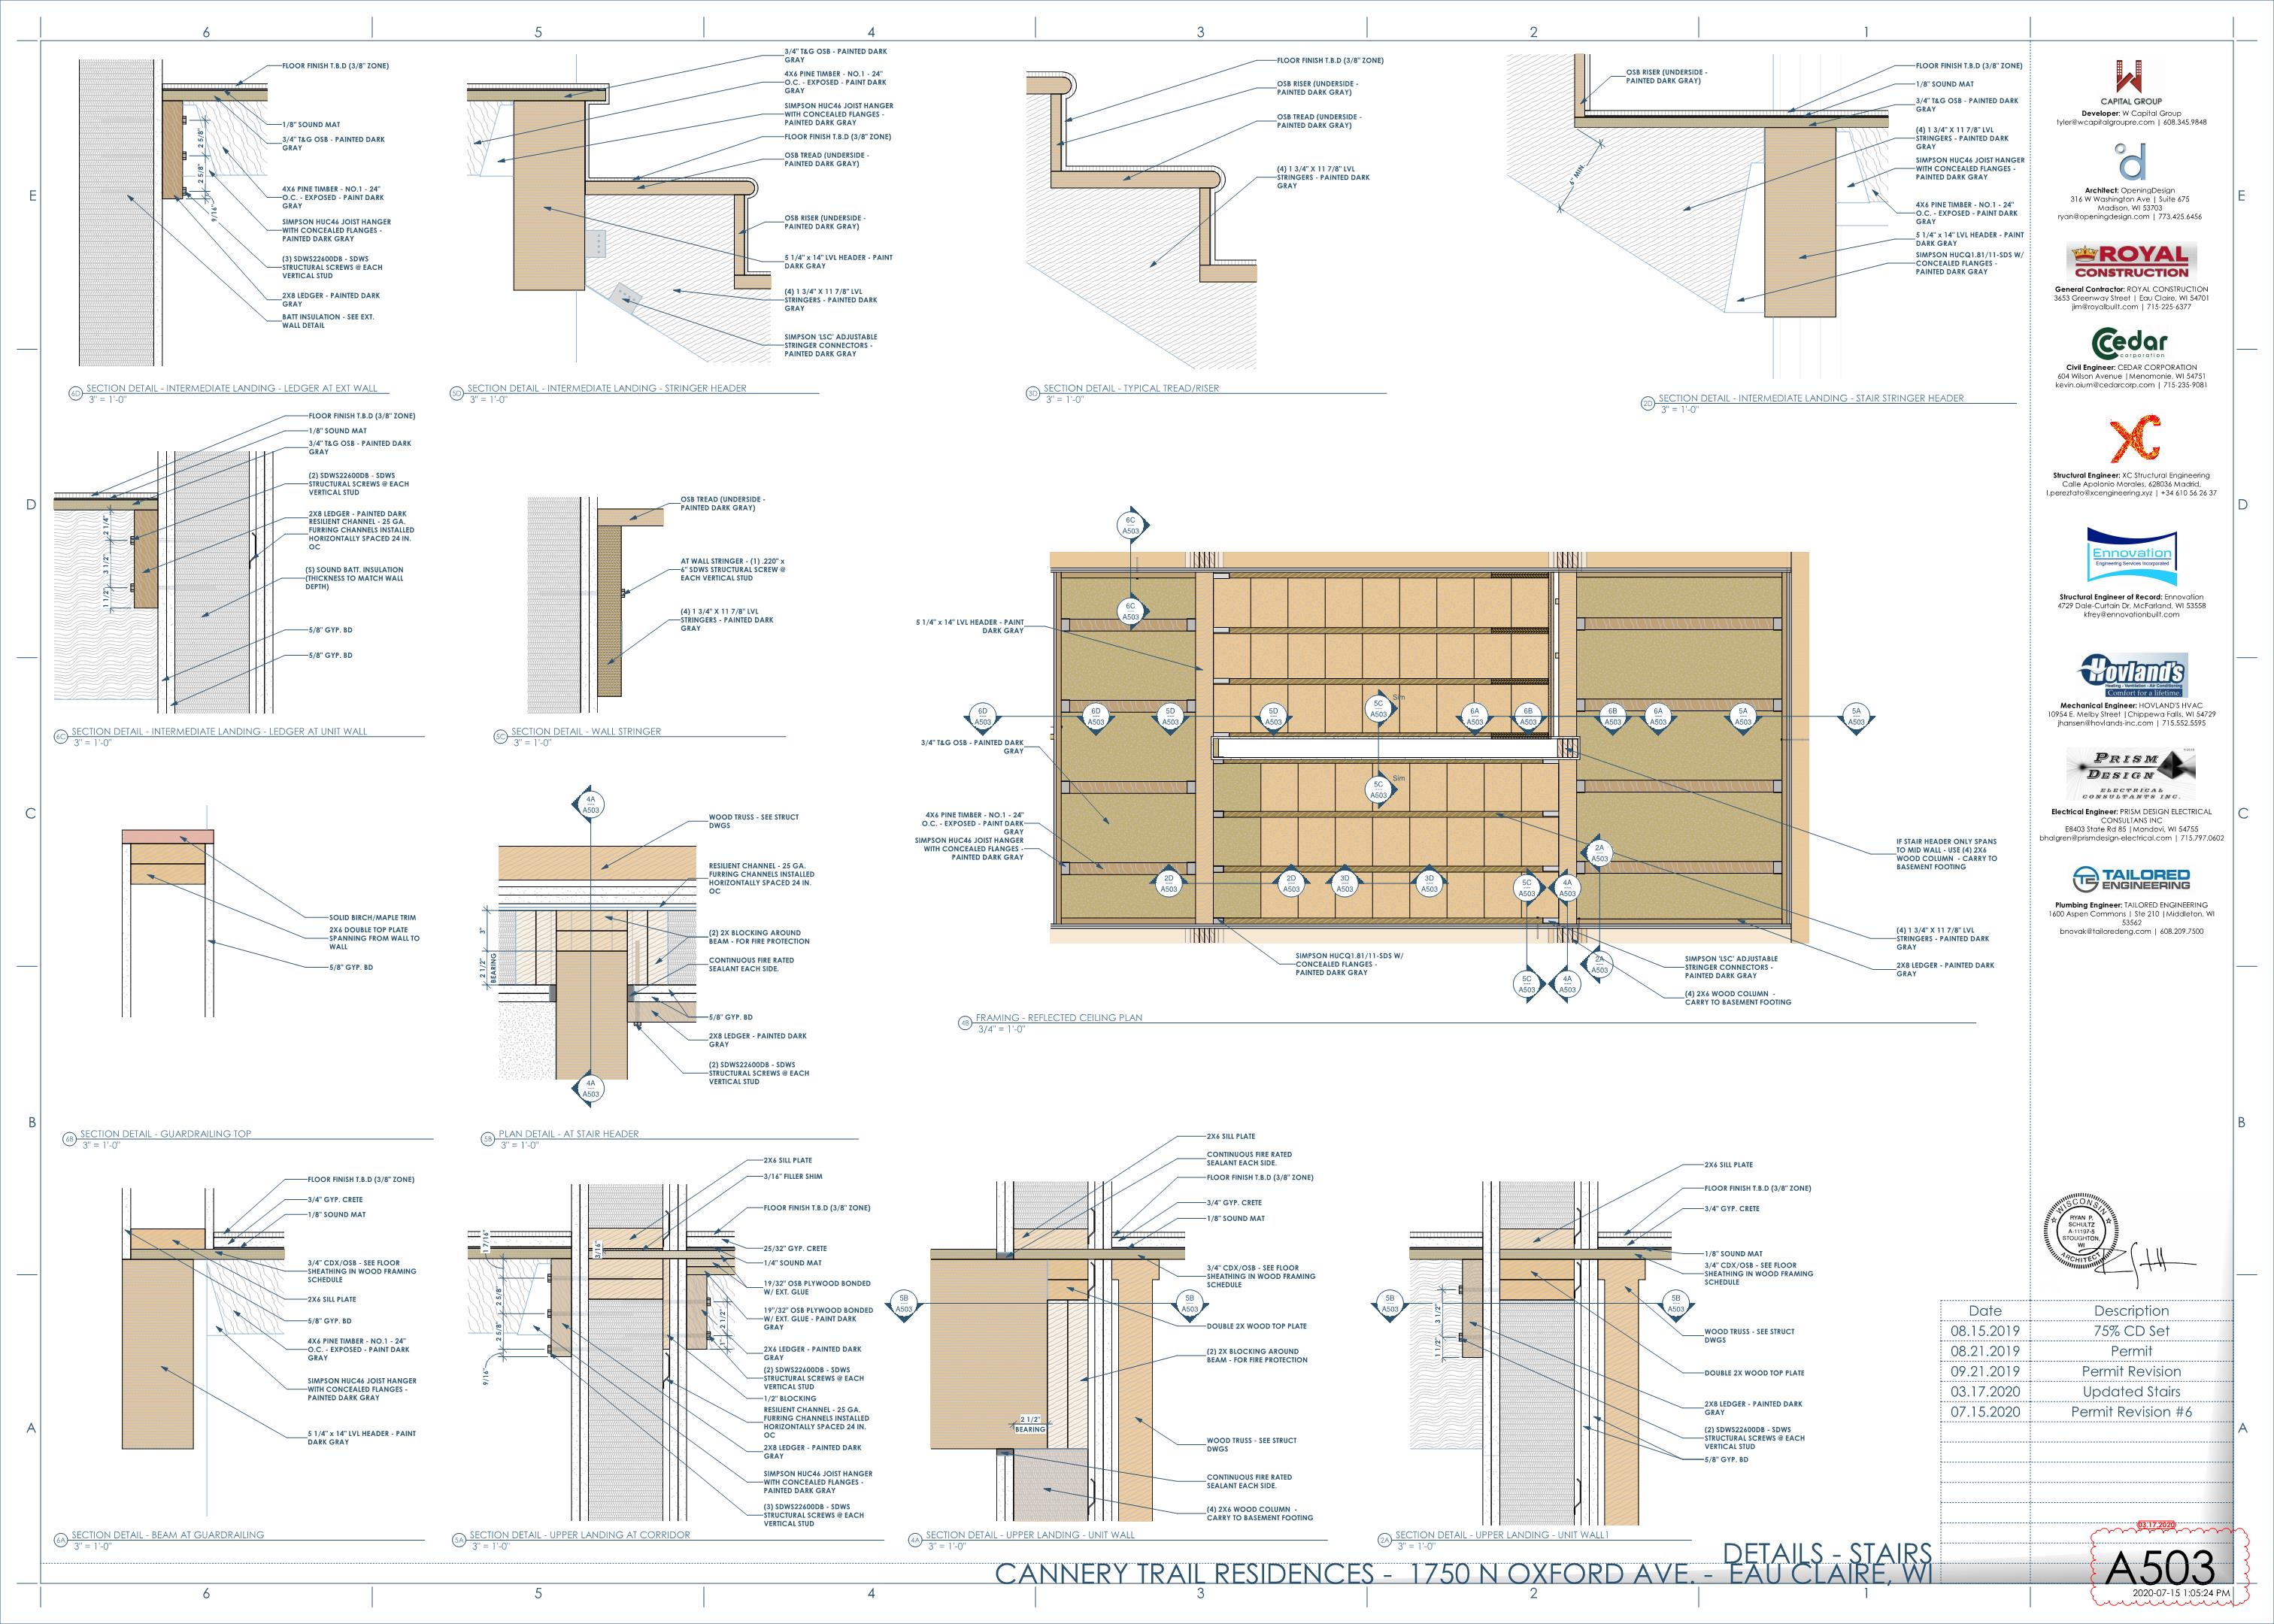 6
5
4
3
2
1
E
D
C
B
A
FLOOR FINISH T.B.D (3/8" ZONE)
1/8" SOUND MAT
3/4" T&G OSB - PAINTED DARK
GRAY
4X6 PINE TIMBER - NO.1 - 24"
O.C. - EXPOSED - PAINT DARK
GRAY
SIMPSON HUC46 JOIST HANGER
WITH CONCEALED FLANGES -
PAINTED DARK GRAY
(3) SDWS22600DB - SDWS
STRUCTURAL SCREWS @ EACH
VERTICAL STUD
2X8 LEDGER - PAINTED DARK
GRAY
BATT INSULATION - SEE EXT.
WALL DETAIL
2 5/8"
2 5/8"
9/16"
6D
SECTION DETAIL - INTERMEDIATE LANDING - LEDGER AT EXT WALL
3" = 1'-0"
3/4" T&G OSB - PAINTED DARK
GRAY
4X6 PINE TIMBER - NO.1 - 24"
O.C. - EXPOSED - PAINT DARK
GRAY
SIMPSON HUC46 JOIST HANGER
WITH CONCEALED FLANGES -
PAINTED DARK GRAY
FLOOR FINISH T.B.D (3/8" ZONE)
OSB TREAD (UNDERSIDE -
PAINTED DARK GRAY)
OSB RISER (UNDERSIDE -
PAINTED DARK GRAY)
5 1/4" x 14" LVL HEADER - PAINT
DARK GRAY
(4) 1 3/4" X 11 7/8" LVL
STRINGERS - PAINTED DARK
GRAY
SIMPSON 'LSC' ADJUSTABLE
STRINGER CONNECTORS -
PAINTED DARK GRAY
5D
SECTION DETAIL - INTERMEDIATE LANDING - STRINGER HEADER
3" = 1'-0"
FLOOR FINISH T.B.D (3/8" ZONE)
OSB RISER (UNDERSIDE -
PAINTED DARK GRAY)
OSB TREAD (UNDERSIDE -
PAINTED DARK GRAY)
(4) 1 3/4" X 11 7/8" LVL
STRINGERS - PAINTED DARK
GRAY
3D
SECTION DETAIL - TYPICAL TREAD/RISER
3" = 1'-0"
OSB RISER (UNDERSIDE -
PAINTED DARK GRAY)
6" MIN.
FLOOR FINISH T.B.D (3/8" ZONE)
1/8" SOUND MAT
3/4" T&G OSB - PAINTED DARK
GRAY
(4) 1 3/4" X 11 7/8" LVL
STRINGERS - PAINTED DARK
GRAY
SIMPSON HUC46 JOIST HANGER
WITH CONCEALED FLANGES -
PAINTED DARK GRAY
4X6 PINE TIMBER - NO.1 - 24"
O.C. - EXPOSED - PAINT DARK
GRAY
5 1/4" x 14" LVL HEADER - PAINT
DARK GRAY
SIMPSON HUCQ1.81/11-SDS W/
CONCEALED FLANGES -
PAINTED DARK GRAY
2D
SECTION DETAIL - INTERMEDIATE LANDING - STAIR STRINGER HEADER
3" = 1'-0"
FLOOR FINISH T.B.D (3/8" ZONE)
1/8" SOUND MAT
3/4" T&G OSB - PAINTED DARK
GRAY
(2) SDWS22600DB - SDWS
STRUCTURAL SCREWS @ EACH
VERTICAL STUD
2X8 LEDGER - PAINTED DARK
RESILIENT CHANNEL - 25 GA.
FURRING CHANNELS INSTALLED
HORIZONTALLY SPACED 24 IN.
OC
(S) SOUND BATT. INSULATION
(THICKNESS TO MATCH WALL
DEPTH)
5/8" GYP. BD
5/8" GYP. BD
2 1/4"
3 1/2"
1 1/2"
6C
SECTION DETAIL - INTERMEDIATE LANDING - LEDGER AT UNIT WALL
3" = 1'-0"
OSB TREAD (UNDERSIDE -
PAINTED DARK GRAY)
AT WALL STRINGER - (1) .220" x
6" SDWS STRUCTURAL SCREW @
EACH VERTICAL STUD
(4) 1 3/4" X 11 7/8" LVL
STRINGERS - PAINTED DARK
GRAY
5C
SECTION DETAIL - WALL STRINGER
3" = 1'-0"
6C
A503
6C
A503
5 1/4" x 14" LVL HEADER - PAINT
DARK GRAY
6D
A503
6D
A503
5D
A503
5D
A503
5C
A503
Sim
6A
A503
6B
A503
6B
A503
6A
A503
5A
A503
5A
A503
3/4" T&G OSB - PAINTED DARK
GRAY
5C
A503
Sim
4X6 PINE TIMBER - NO.1 - 24"
O.C. - EXPOSED - PAINT DARK
GRAY
SIMPSON HUC46 JOIST HANGER
WITH CONCEALED FLANGES -
PAINTED DARK GRAY
2D
A503
2D
A503
3D
A503
3D
A503
5C
A503
4A
A503
2A
A503
5C
A503
4A
A503
2A
A503
IF STAIR HEADER ONLY SPANS
TO MID WALL - USE (4) 2X6
WOOD COLUMN - CARRY TO
BASEMENT FOOTING
(4) 1 3/4" X 11 7/8" LVL
STRINGERS - PAINTED DARK
GRAY
2X8 LEDGER - PAINTED DARK
GRAY
SIMPSON HUCQ1.81/11-SDS W/
CONCEALED FLANGES -
PAINTED DARK GRAY
SIMPSON 'LSC' ADJUSTABLE
STRINGER CONNECTORS -
PAINTED DARK GRAY
(4) 2X6 WOOD COLUMN -
CARRY TO BASEMENT FOOTING
4B
FRAMING - REFLECTED CEILING PLAN
3/4" = 1'-0"
SOLID BIRCH/MAPLE TRIM
2X6 DOUBLE TOP PLATE
SPANNING FROM WALL TO
WALL
5/8" GYP. BD
6B
SECTION DETAIL - GUARDRAILING TOP
3" = 1'-0"
4A
A503
WOOD TRUSS - SEE STRUCT
DWGS
RESILIENT CHANNEL - 25 GA.
FURRING CHANNELS INSTALLED
HORIZONTALLY SPACED 24 IN.
OC
(2) 2X BLOCKING AROUND
BEAM - FOR FIRE PROTECTION
CONTINUOUS FIRE RATED
SEALANT EACH SIDE.
5/8" GYP. BD
2X8 LEDGER - PAINTED DARK
GRAY
(2) SDWS22600DB - SDWS
STRUCTURAL SCREWS @ EACH
VERTICAL STUD
3"
2 1/2"
BEARING
4A
A503
5B
PLAN DETAIL - AT STAIR HEADER
3" = 1'-0"
FLOOR FINISH T.B.D (3/8" ZONE)
3/4" GYP. CRETE
1/8" SOUND MAT
3/4" CDX/OSB - SEE FLOOR
SHEATHING IN WOOD FRAMING
SCHEDULE
2X6 SILL PLATE
5/8" GYP. BD
4X6 PINE TIMBER - NO.1 - 24"
O.C. - EXPOSED - PAINT DARK
GRAY
SIMPSON HUC46 JOIST HANGER
WITH CONCEALED FLANGES -
PAINTED DARK GRAY
5 1/4" x 14" LVL HEADER - PAINT
DARK GRAY
6A
SECTION DETAIL - BEAM AT GUARDRAILING
3" = 1'-0"
2X6 SILL PLATE
3/16" FILLER SHIM
FLOOR FINISH T.B.D (3/8" ZONE)
25/32" GYP. CRETE
1/4" SOUND MAT
19/32" OSB PLYWOOD BONDED
W/ EXT. GLUE
19"/32" OSB PLYWOOD BONDED
W/ EXT. GLUE - PAINT DARK
GRAY
2X6 LEDGER - PAINTED DARK
GRAY
(2) SDWS22600DB - SDWS
STRUCTURAL SCREWS @ EACH
VERTICAL STUD
1/2" BLOCKING
RESILIENT CHANNEL - 25 GA.
FURRING CHANNELS INSTALLED
HORIZONTALLY SPACED 24 IN.
OC
2X8 LEDGER - PAINTED DARK
GRAY
SIMPSON HUC46 JOIST HANGER
WITH CONCEALED FLANGES -
PAINTED DARK GRAY
(3) SDWS22600DB - SDWS
STRUCTURAL SCREWS @ EACH
VERTICAL STUD
1 7/16"
3/16"
2 5/8"
2 5/8"
9/16"
2 1/2"
1"
5A
SECTION DETAIL - UPPER LANDING AT CORRIDOR
3" = 1'-0"
2X6 SILL PLATE
CONTINUOUS FIRE RATED
SEALANT EACH SIDE.
FLOOR FINISH T.B.D (3/8" ZONE)
3/4" GYP. CRETE
1/8" SOUND MAT
3/4" CDX/OSB - SEE FLOOR
SHEATHING IN WOOD FRAMING
SCHEDULE
5B
A503
5B
A503
DOUBLE 2X WOOD TOP PLATE
(2) 2X BLOCKING AROUND
BEAM - FOR FIRE PROTECTION
2 1/2"
BEARING
WOOD TRUSS - SEE STRUCT
DWGS
CONTINUOUS FIRE RATED
SEALANT EACH SIDE.
(4) 2X6 WOOD COLUMN -
CARRY TO BASEMENT FOOTING
4A
SECTION DETAIL - UPPER LANDING - UNIT WALL
3" = 1'-0"
2X6 SILL PLATE
FLOOR FINISH T.B.D (3/8" ZONE)
3/4" GYP. CRETE
1/8" SOUND MAT
3/4" CDX/OSB - SEE FLOOR
SHEATHING IN WOOD FRAMING
SCHEDULE
5B
A503
5B
A503
WOOD TRUSS - SEE STRUCT
DWGS
DOUBLE 2X WOOD TOP PLATE
2X8 LEDGER - PAINTED DARK
GRAY
(2) SDWS22600DB - SDWS
STRUCTURAL SCREWS @ EACH
VERTICAL STUD
5/8" GYP. BD
3 1/2"
1 1/2"
2A
SECTION DETAIL - UPPER LANDING - UNIT WALL1
3" = 1'-0"
CAPITAL GROUP
Developer: W Capital Group
tyler@wcapitalgroupre.com | 608.345.9848
Architect: OpeningDesign
316 W Washington Ave | Suite 675
Madison, WI 53703
ryan@openingdesign.com | 773.425.6456
ROYAL
CONSTRUCTION
General Contractor: ROYAL CONSTRUCTION
3653 Greenway Street | Eau Claire, WI 54701
jim@royalbuilt.com | 715-225-6377
Cedar
corporation
Civil Engineer: CEDAR CORPORATION
604 Wilson Avenue |Menomonie, WI 54751
kevin.oium@cedarcorp.com | 715-235-9081
XC
Structural Engineer: XC Structural Engineering
Calle Apolonio Morales, 628036 Madrid,
l.pereztato@xcengineering.xyz | +34 610 56 26 37
Ennovation
Engineering Services Incorporated
Structural Engineer of Record: Ennovation
4729 Dale-Curtain Dr, McFarland, WI 53558
kfrey@ennovationbuilt.com
Hovland's
Heating - Ventilation - Air Conditioning
Comfort for a lifetime.
Mechanical Engineer: HOVLAND'S HVAC
10954 E. Melby Street |Chippewa Falls, WI 54729
jhansen@hovlands-inc,com | 715.552.5595
PRISM
DESIGN
ELECTRICAL
CONSULTANTS INC.
Electrical Engineer: PRISM DESIGN ELECTRICAL
CONSULTANS INC
E8403 State Rd 85 |Mandovi, WI 54755
bhalgren@prismdesign-electrical.com | 715.797.0602
TAILORED
ENGINEERING
Plumbing Engineer: TAILORED ENGINEERING
1600 Aspen Commons | Ste 210 |Middleton, WI
53562
bnovak@tailoredeng.com | 608.209.7500
WISCONSIN
RYAN P.
SCHULTZ
A-11197-5
STOUGHTON,
WI
ARCHITECT
Date Description
08.15.2019 75% CD Set
08.21.2019 Permit
09.21.2019 Permit Revision
03.17.2020 Updated Stairs
07.15.2020 Permit Revision #6
03.17.2020
DETAILS - STAIRS
CANNERY TRAIL RESIDENCES - 1750 N OXFORD AVE. - EAU CLAIRE, WI
A503
2020-07-15 1:05:24 PM
E
D
C
B
A
6
5
4
3
2
1